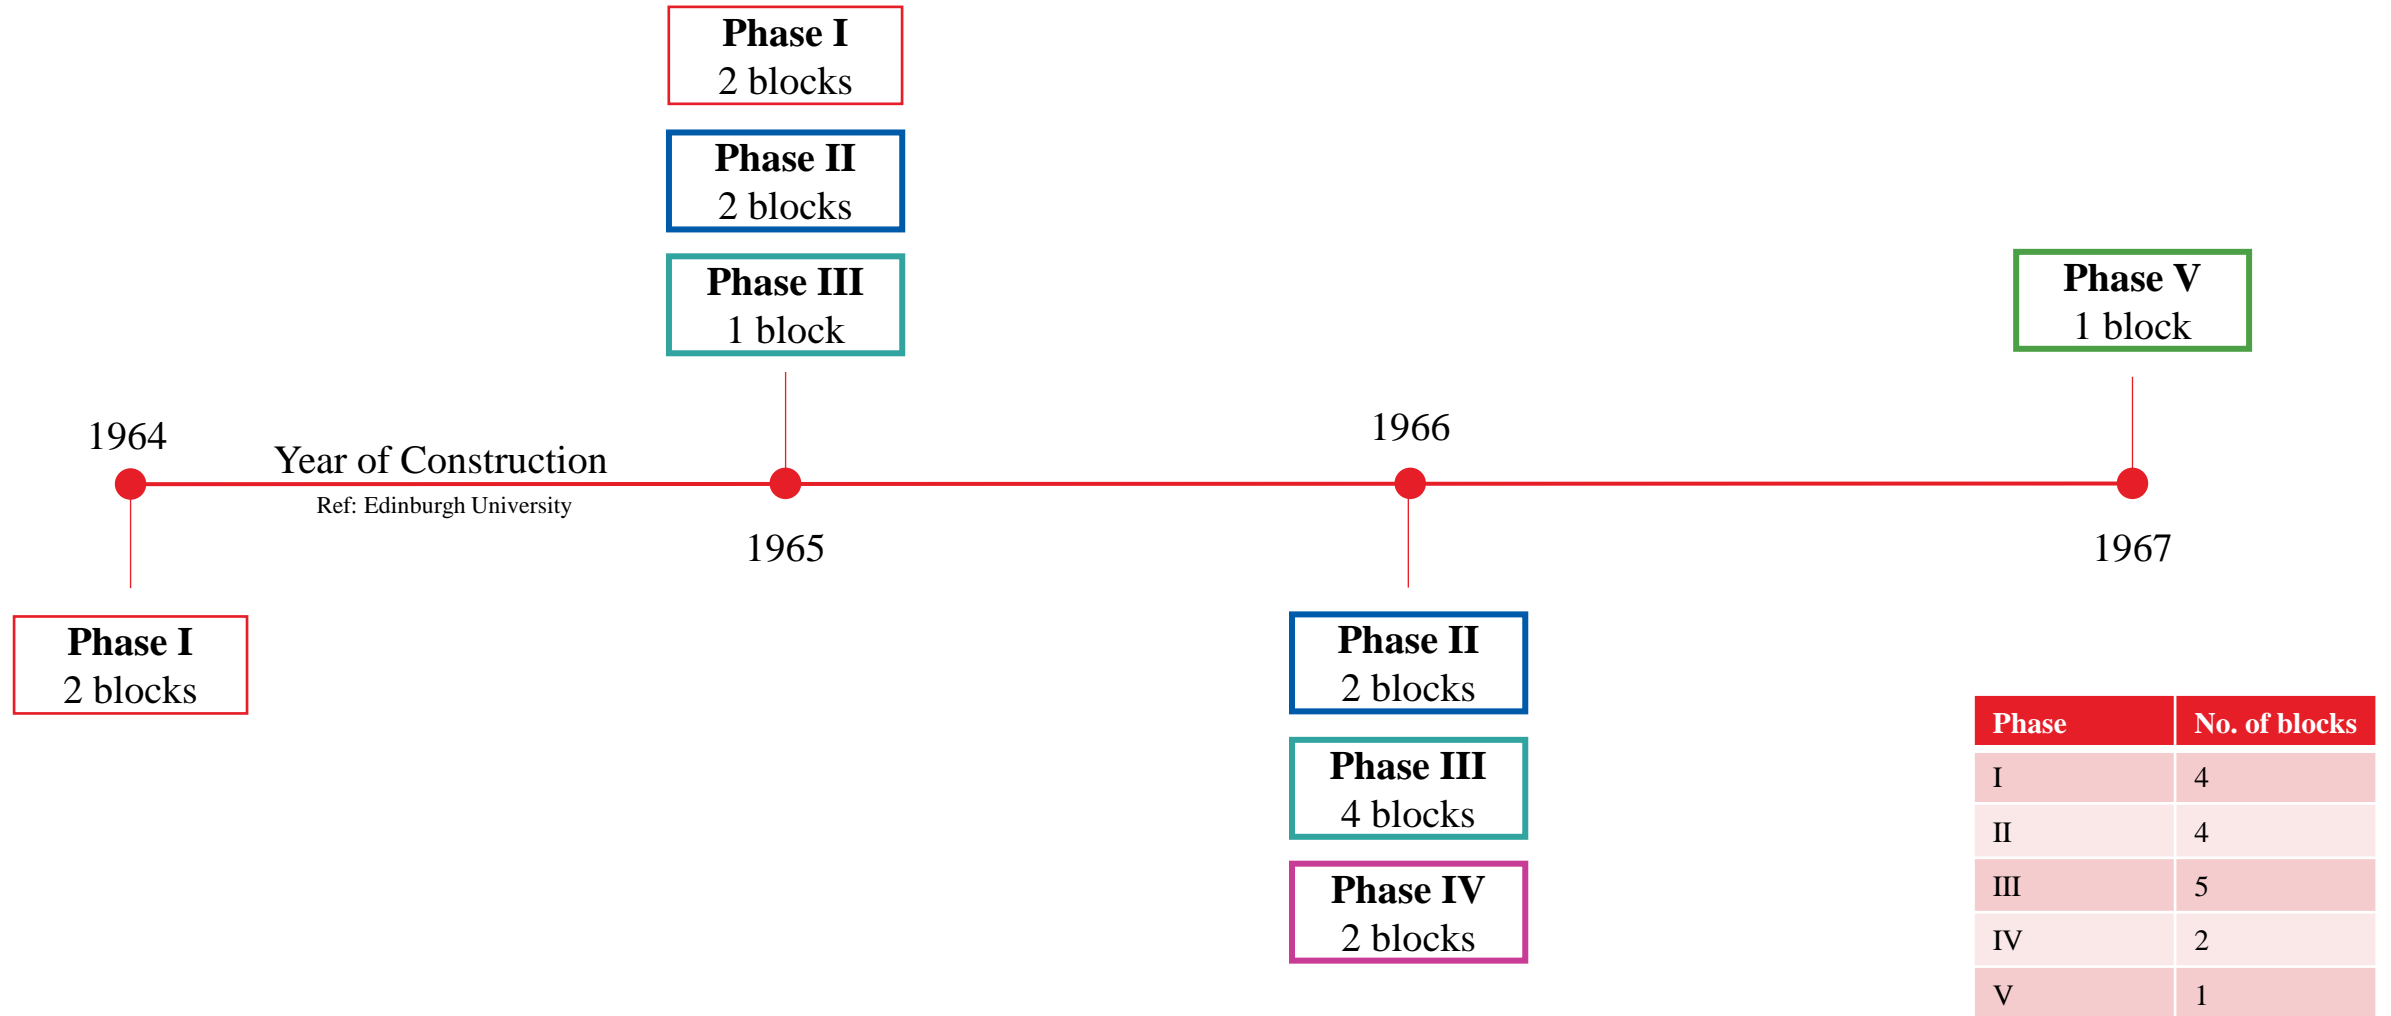 Phase I
2 blocks
Phase II
2 blocks
Phase III
1 block
Phase V
1 block
1964
Year of Construction
Ref: Edinburgh University
1965
1966
1967
Phase I
2 blocks
Phase II
2 blocks
Phase III
4 blocks
Phase IV
2 blocks
Phase No. of blocks
I 4
II 4
III 5
IV 2
V 1